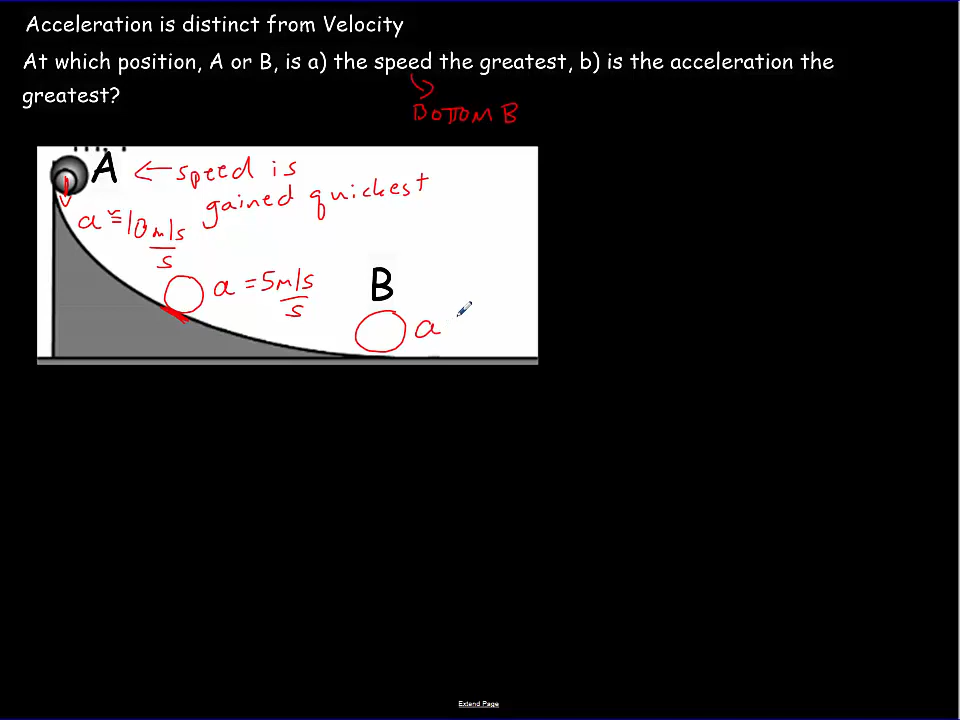 Acceleration is distinct from Velocity
At which position, A or B, is a) the speed the greatest, b) is the acceleration the
greatest?
BOTTOM B
A ← speed is
gained quickest
a ≅ 10 m/s
s
a = 5m/s
s
B
a
Extend Page